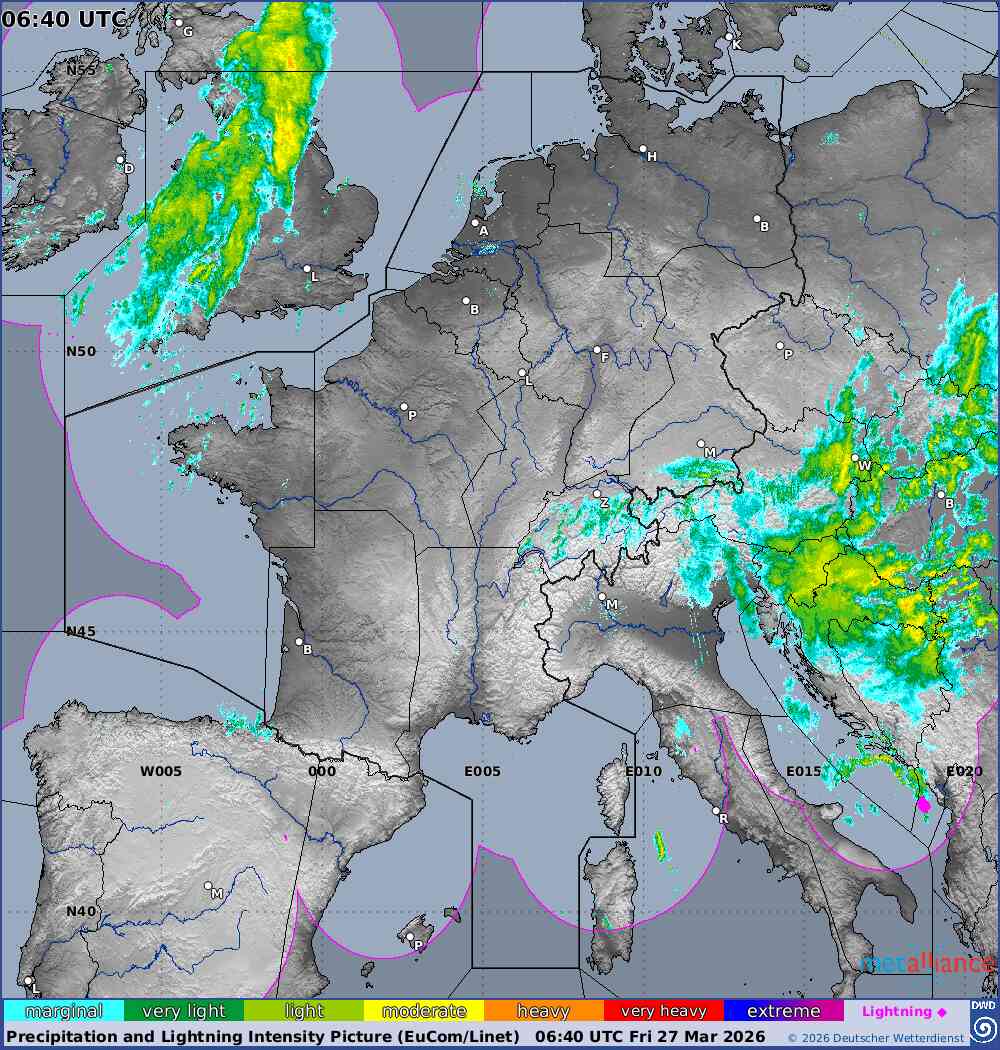 06:40 UTC
G
K
N55
H
D
A
B
L
B
N50
F
P
L
P
M
W
Z
B
M
N45
B
W005
000
E005
E010
E015
E020
R
M
N40
P
metalliance
L
marginal
very light
light
moderate
heavy
very heavy
extreme
Lightning ◆
DWD
Precipitation and Lightning Intensity Picture (EuCom/Linet) 06:40 UTC Fri 27 Mar 2026
© 2026 Deutscher Wetterdienst